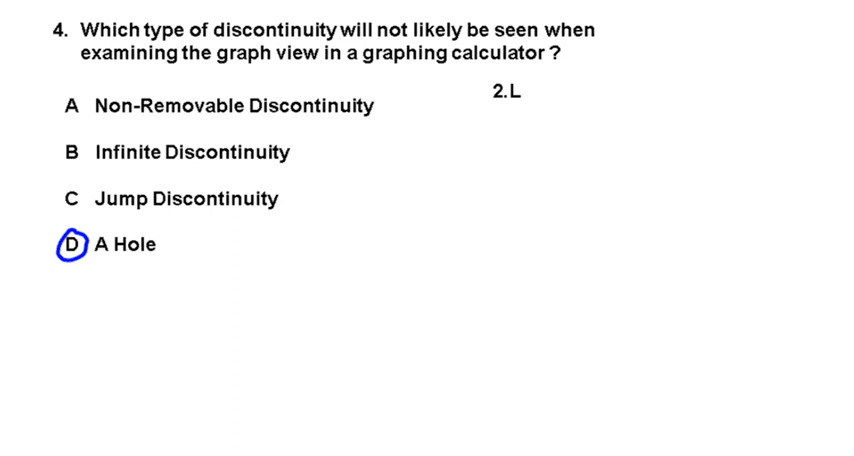 4. Which type of discontinuity will not likely be seen when
examining the graph view in a graphing calculator ?
2.L
A Non-Removable Discontinuity
B Infinite Discontinuity
C Jump Discontinuity
D A Hole